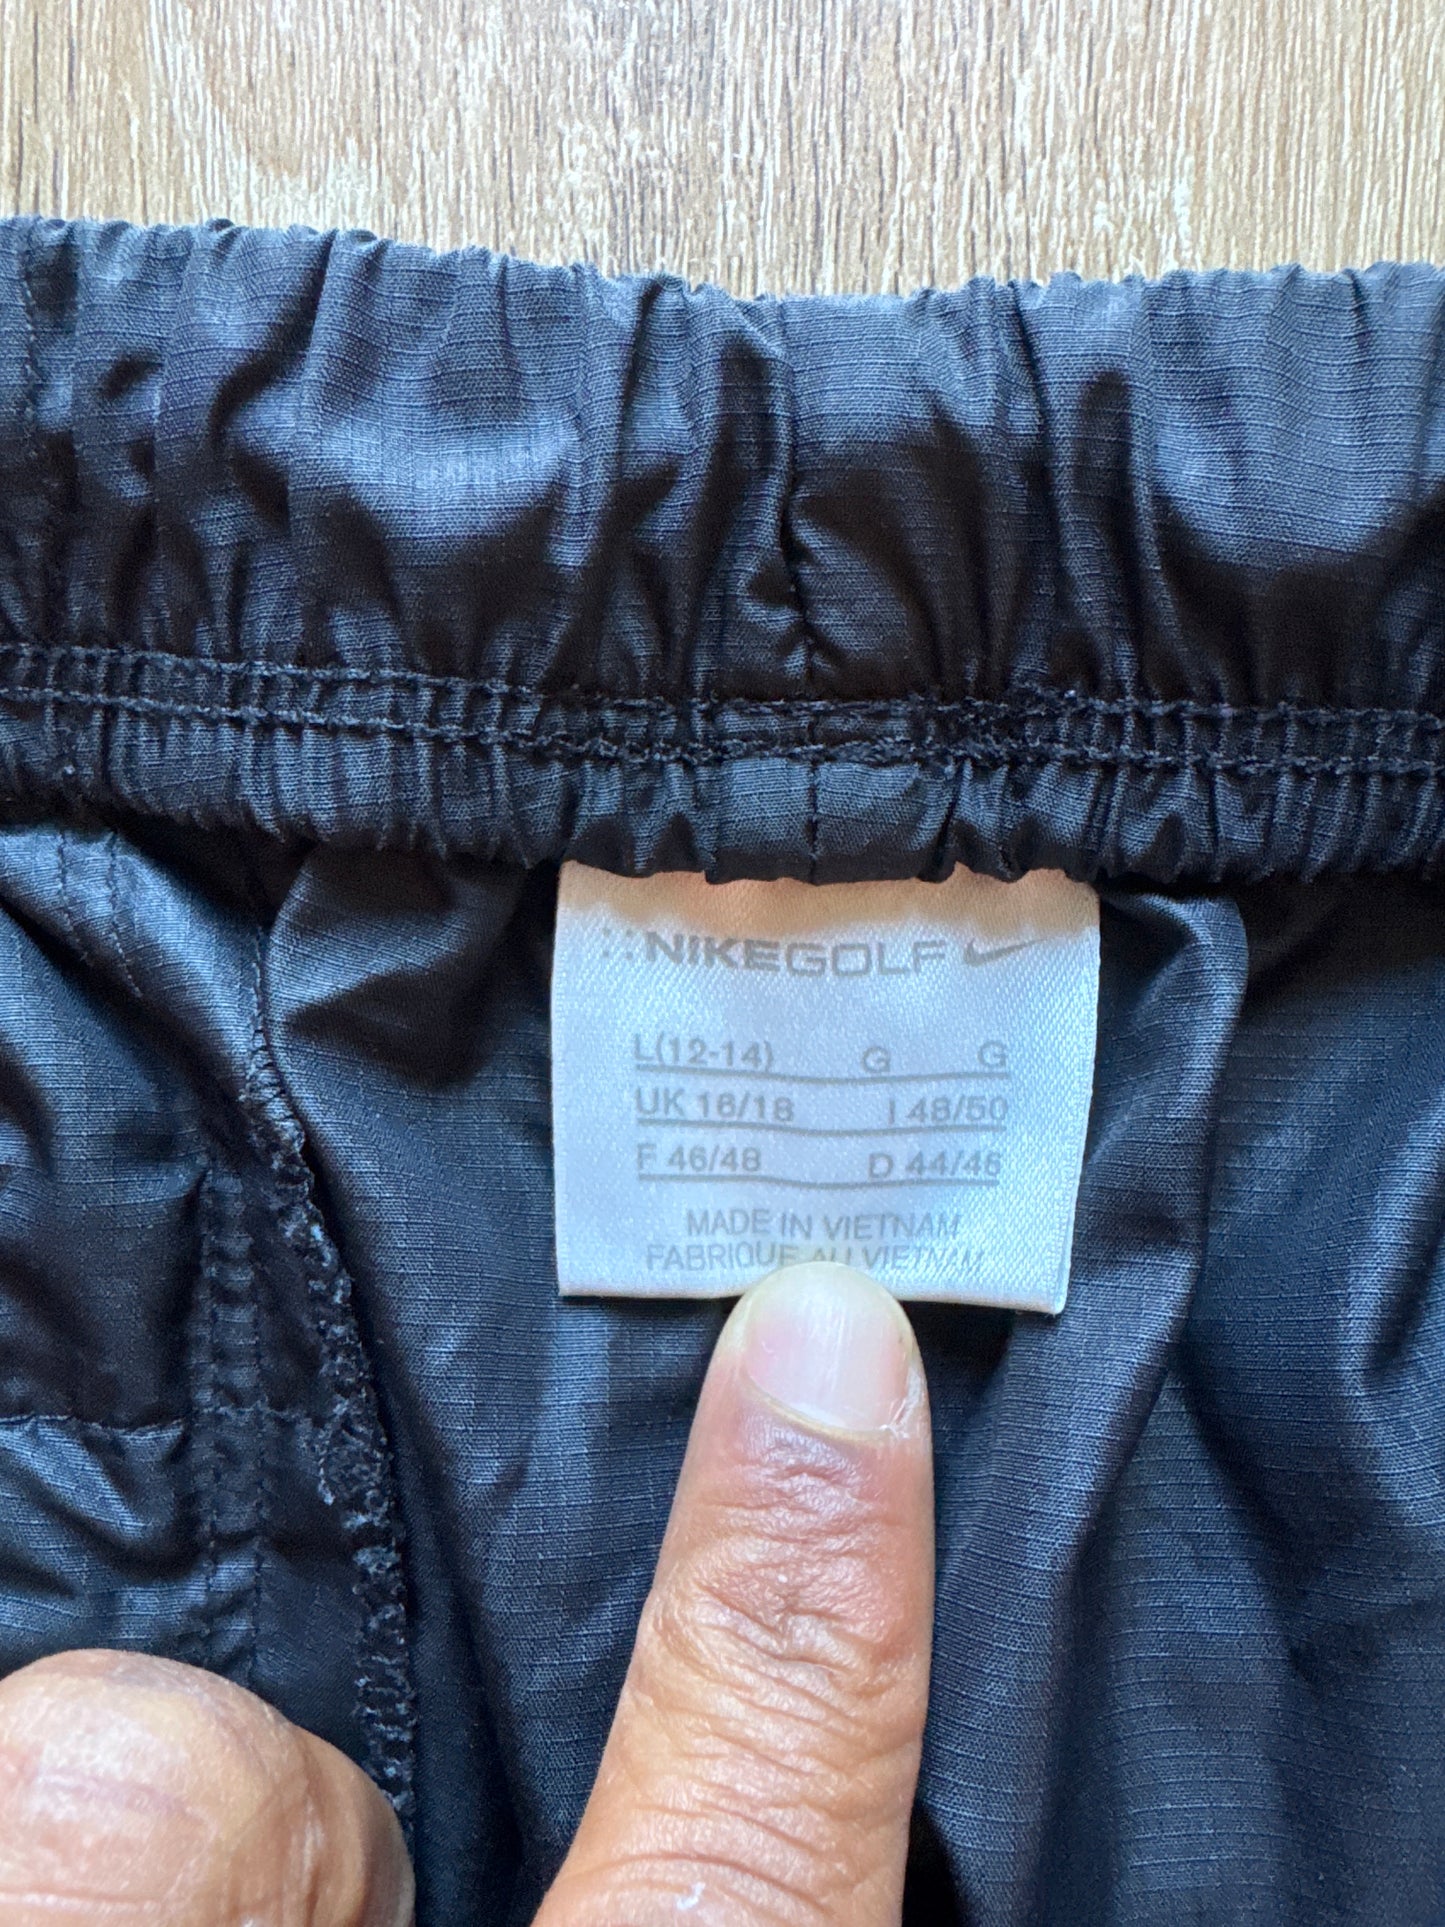 NIKEGOLF
L(12-14) G G
UK 16/18 I 48/50
F 46/48 D 44/46
MADE IN VIETNAM
FABRIQUE AU VIETNAM